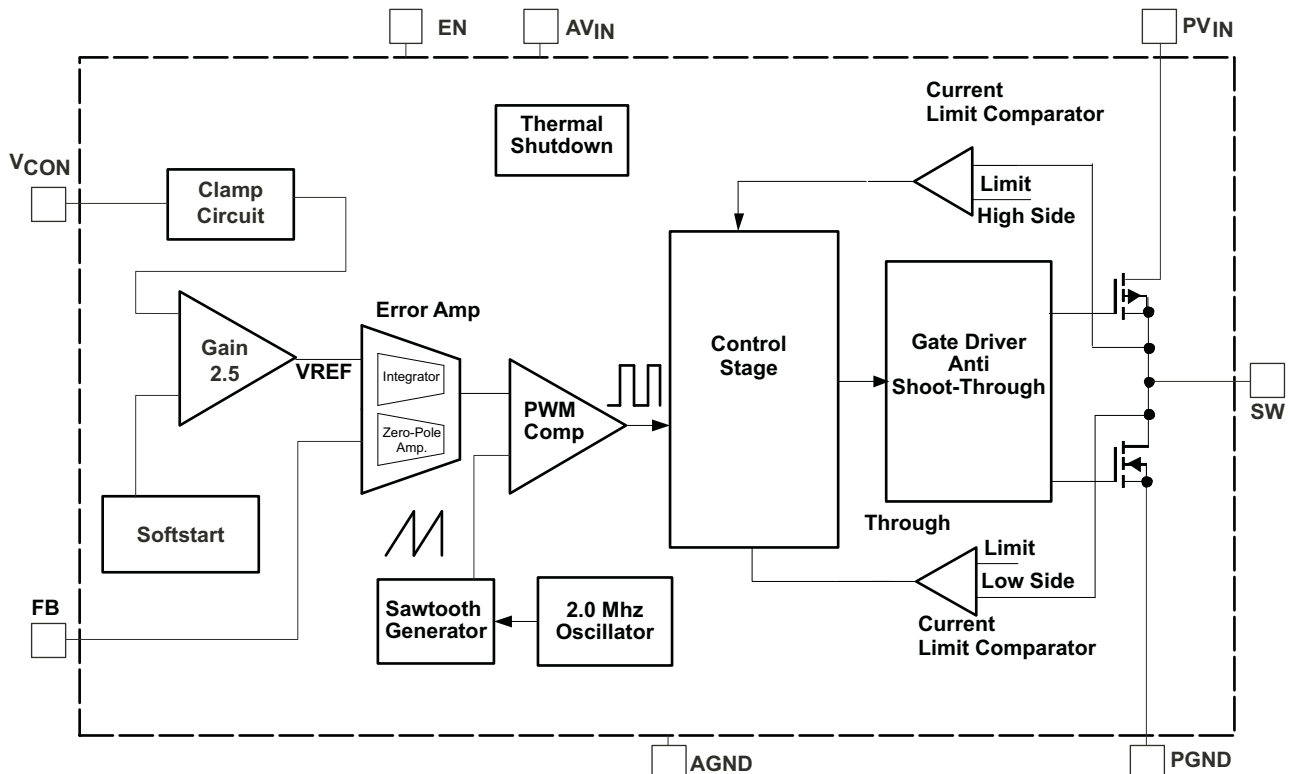 EN
AVIN
PVIN
Current
Limit Comparator
Thermal
Shutdown
VCON
Clamp
Circuit
Limit
High Side
Error Amp
Gain
2.5
VREF
Integrator
Zero-Pole
Amp.
PWM
Comp
Control
Stage
Gate Driver
Anti
Shoot-Through
SW
Softstart
Through
Limit
Low Side
FB
Sawtooth
Generator
2.0 Mhz
Oscillator
Current
Limit Comparator
AGND
PGND